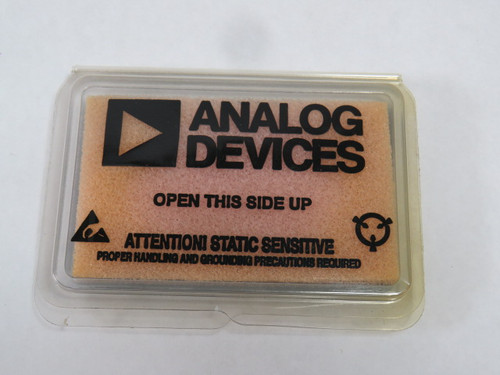 ANALOG
DEVICES
OPEN THIS SIDE UP
ATTENTION! STATIC SENSITIVE
PROPER HANDLING AND GROUNDING PRECAUTIONS REQUIRED